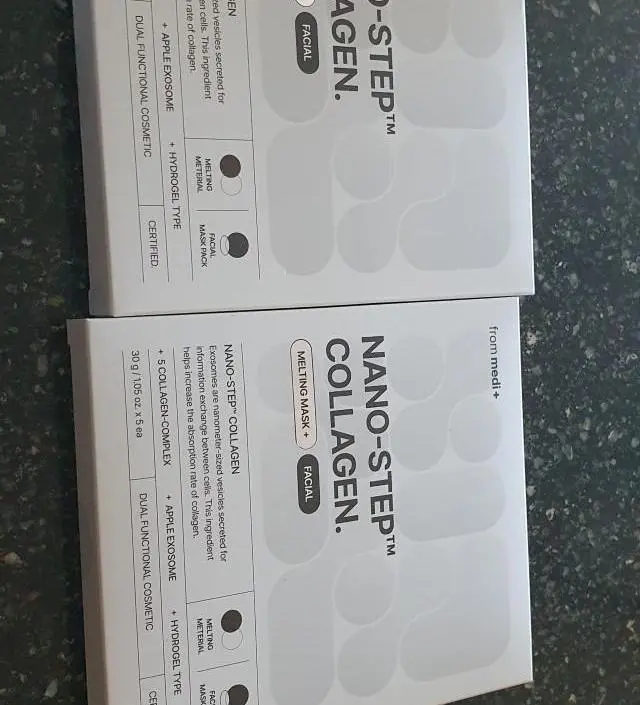 EN
zed vesicles secreted for
en cells. This ingredient
rate of collagen.
+ APPLE EXOSOME
+ HYDROGEL TYPE
DUAL FUNCTIONAL COSMETIC
CERTIFIED.
MELTING
METERIAL
FACIAL
MASK PACK
O-STEP™
AGEN.
FACIAL
from medi+
NANO-STEP™
COLLAGEN.
MELTING MASK +
FACIAL
NANO-STEP™ COLLAGEN
Exosomes are nanometer-sized vesicles secreted for
information exchange between cells. This ingredient
helps increase the absorption rate of collagen.
MELTING
METERIAL
FAC
MASK
+ 5 COLLAGEN-COMPLEX
+ APPLE EXOSOME
+ HYDROGEL TYPE
30 g / 1.05 oz. x 5 ea
DUAL FUNCTIONAL COSMETIC
CE